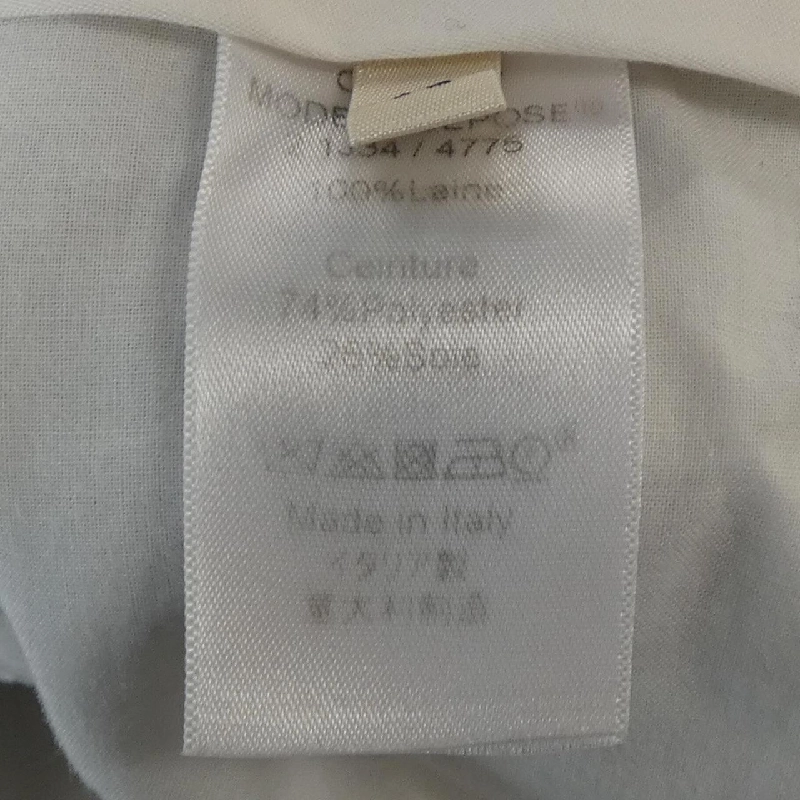 4775
100%Laine
Ceinture
74%Polyester
26%Soie
Made in Italy
イタリア製
意大利制造